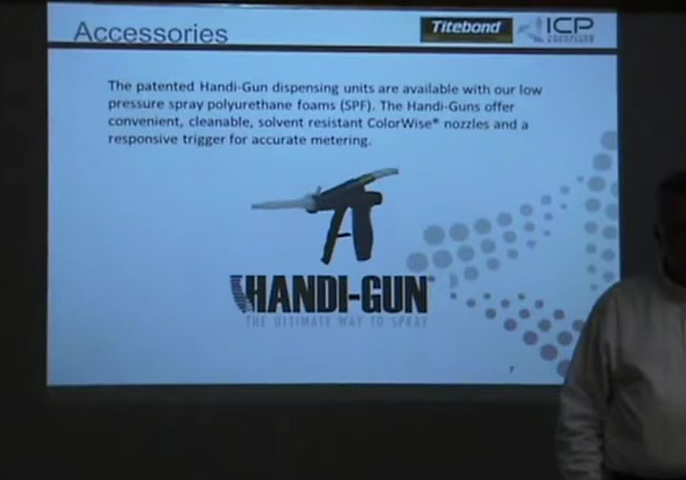 Accessories
Titebond
ICP
The patented Handi-Gun dispensing units are available with our low
pressure spray polyurethane foams (SPF). The Handi-Guns offer
convenient, cleanable, solvent resistant ColorWise® nozzles and a
responsive trigger for accurate metering.
HANDI-GUN
THE ULTIMATE WAY TO SPRAY
7